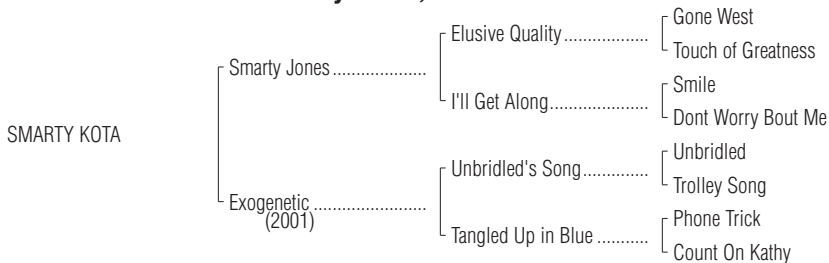 Gone West
Elusive Quality
Touch of Greatness
Smarty Jones
Smile
I'll Get Along
Dont Worry Bout Me
SMARTY KOTA
Unbridled
Unbridled's Song
Trolley Song
Exogenetic
(2001)
Phone Trick
Tangled Up in Blue
Count On Kathy